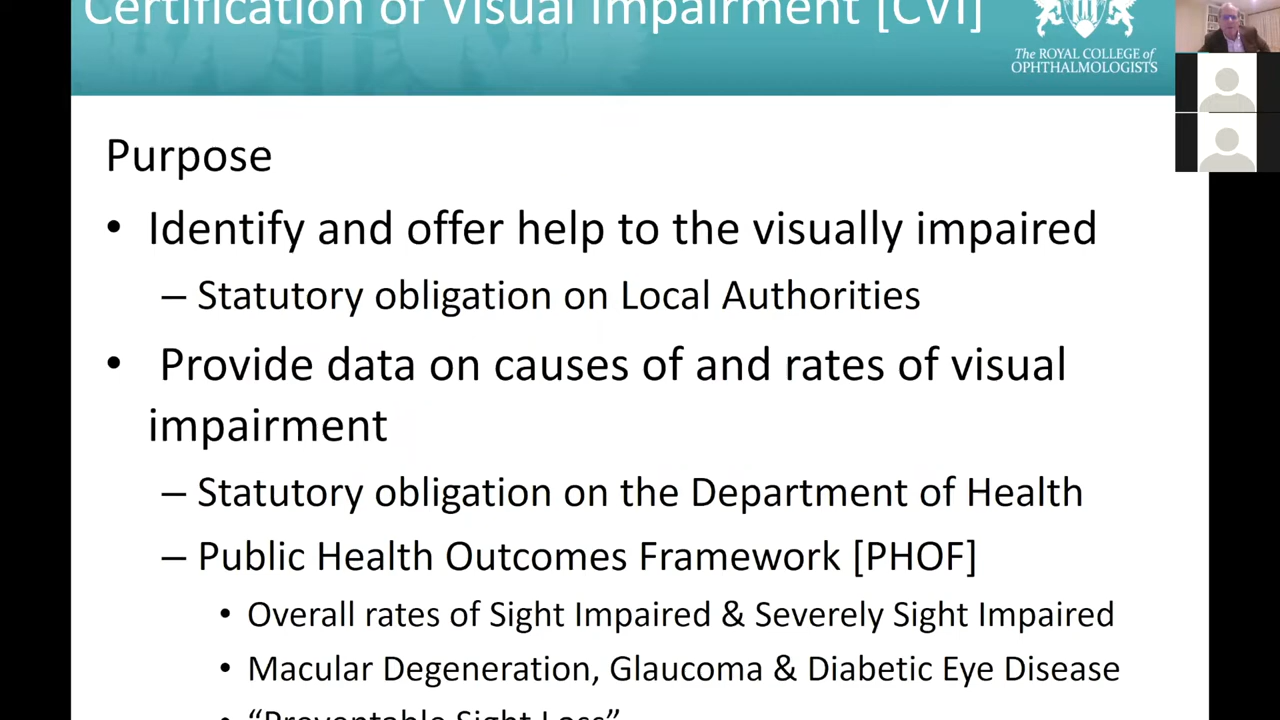 Certification of Visual Impairment [CVI]
The ROYAL COLLEGE of
OPHTHALMOLOGISTS
Purpose
• Identify and offer help to the visually impaired
– Statutory obligation on Local Authorities
• Provide data on causes of and rates of visual
impairment
– Statutory obligation on the Department of Health
– Public Health Outcomes Framework [PHOF]
• Overall rates of Sight Impaired & Severely Sight Impaired
• Macular Degeneration, Glaucoma & Diabetic Eye Disease
• “Preventable Sight Loss”